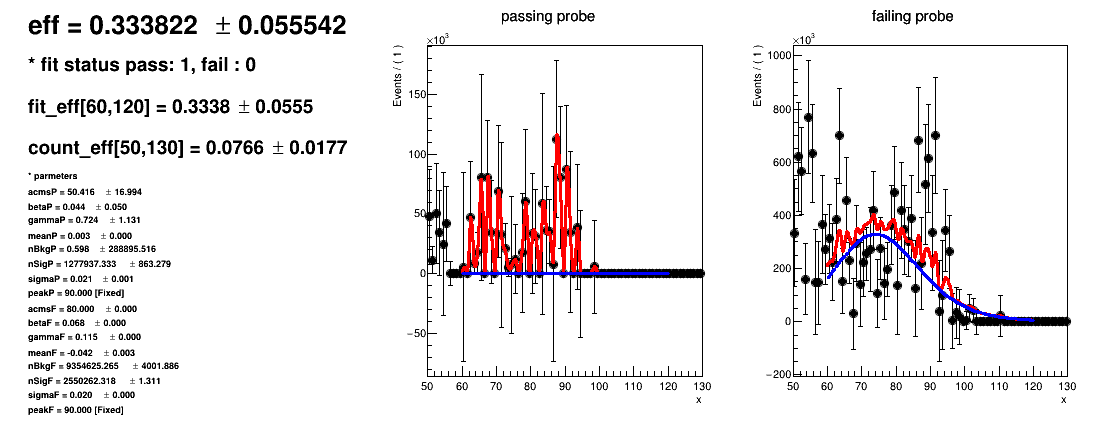 eff = 0.333822 ± 0.055542
* fit status pass: 1, fail : 0
fit_eff[60,120] = 0.3338 ± 0.0555
count_eff[50,130] = 0.0766 ± 0.0177
* parmeters
acmsP = 50.416 ± 16.994
betaP = 0.044 ± 0.050
gammaP = 0.724 ± 1.131
meanP = 0.003 ± 0.000
nBkgP = 0.598 ± 288895.516
nSigP = 1277937.333 ± 863.279
sigmaP = 0.021 ± 0.001
peakP = 90.000 [Fixed]
acmsF = 80.000 ± 0.000
betaF = 0.068 ± 0.000
gammaF = 0.115 ± 0.000
meanF = -0.042 ± 0.003
nBkgF = 9354625.265 ± 4001.886
nSigF = 2550262.318 ± 1.311
sigmaF = 0.020 ± 0.000
peakF = 90.000 [Fixed]
passing probe
×10³
Events / ( 1 )
150
100
50
0
−50
50 60 70 80 90 100 110 120 130
x
failing probe
×10³
Events / ( 1 )
1000
800
600
400
200
0
−200
50 60 70 80 90 100 110 120 130
x